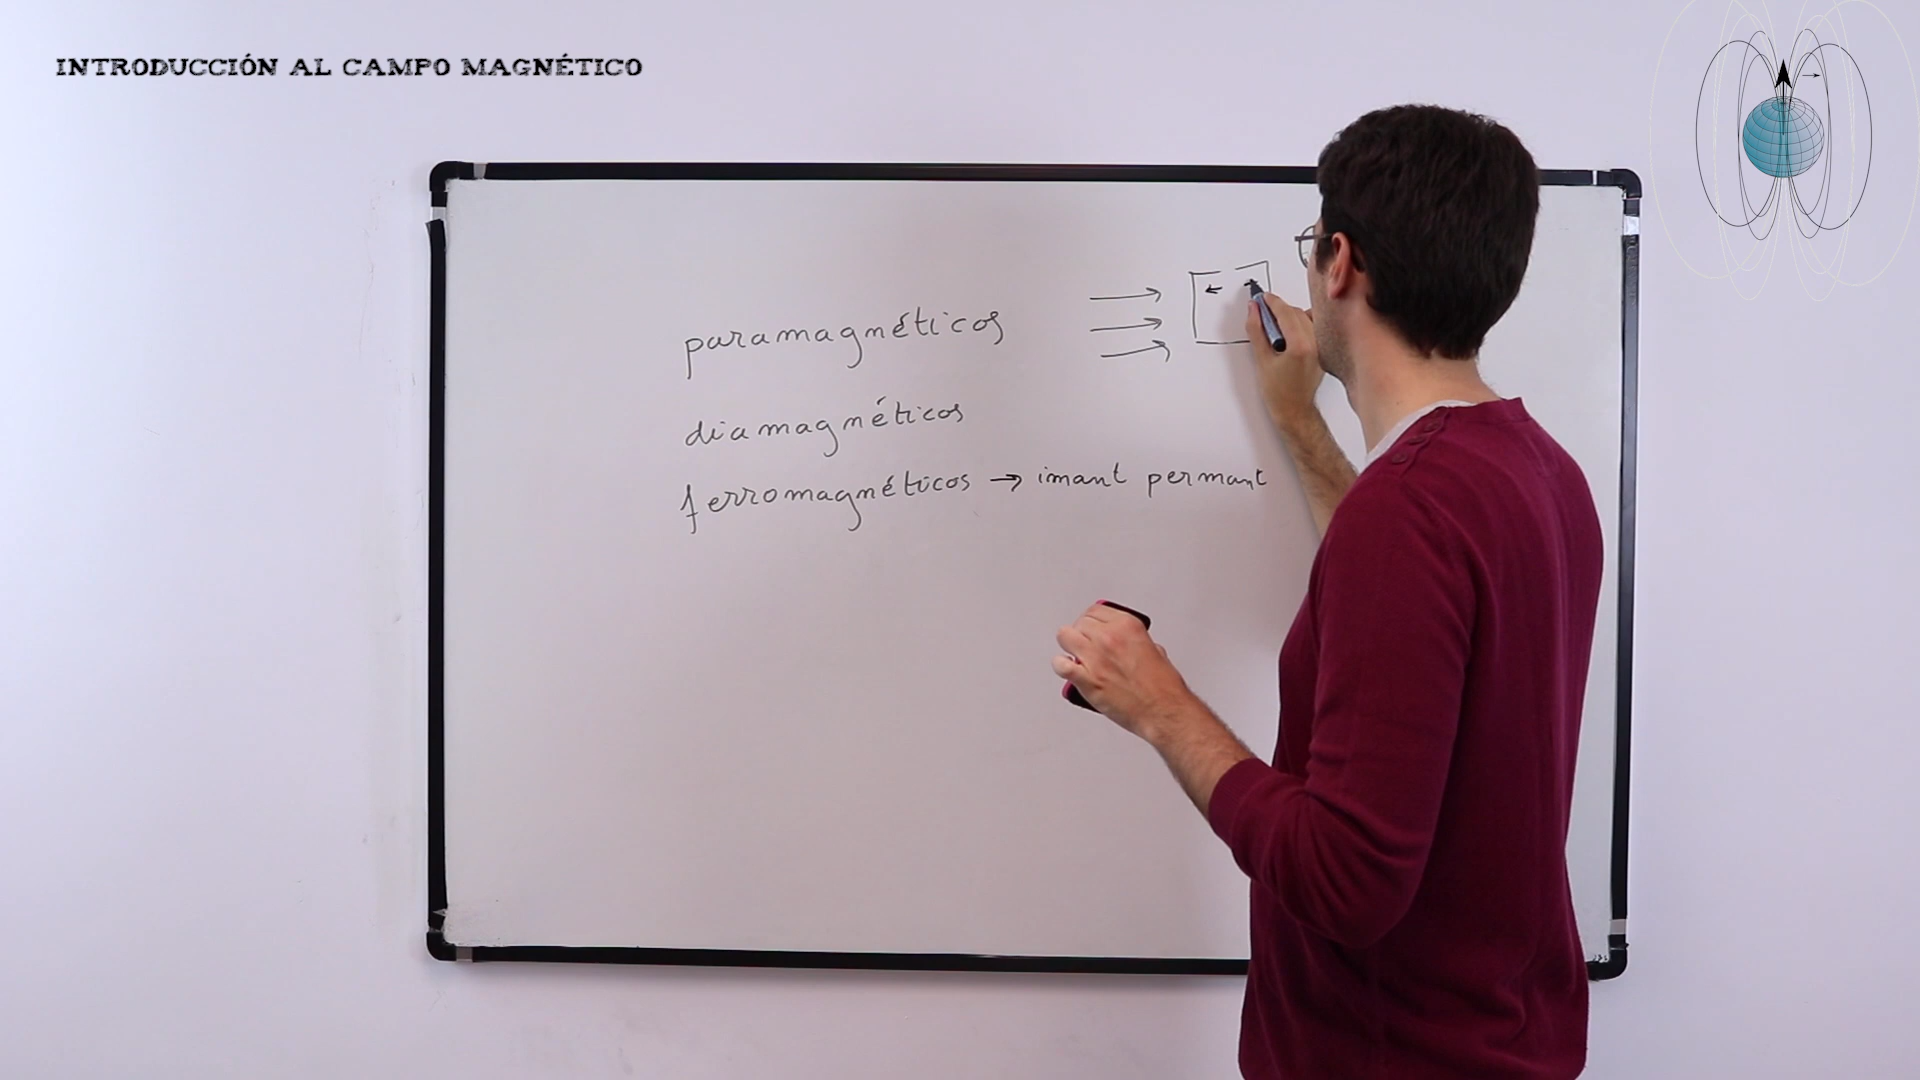 INTRODUCCIÓN AL CAMPO MAGNÉTICO
paramagnéticos
diamagnéticos
ferromagnéticos → imant permant